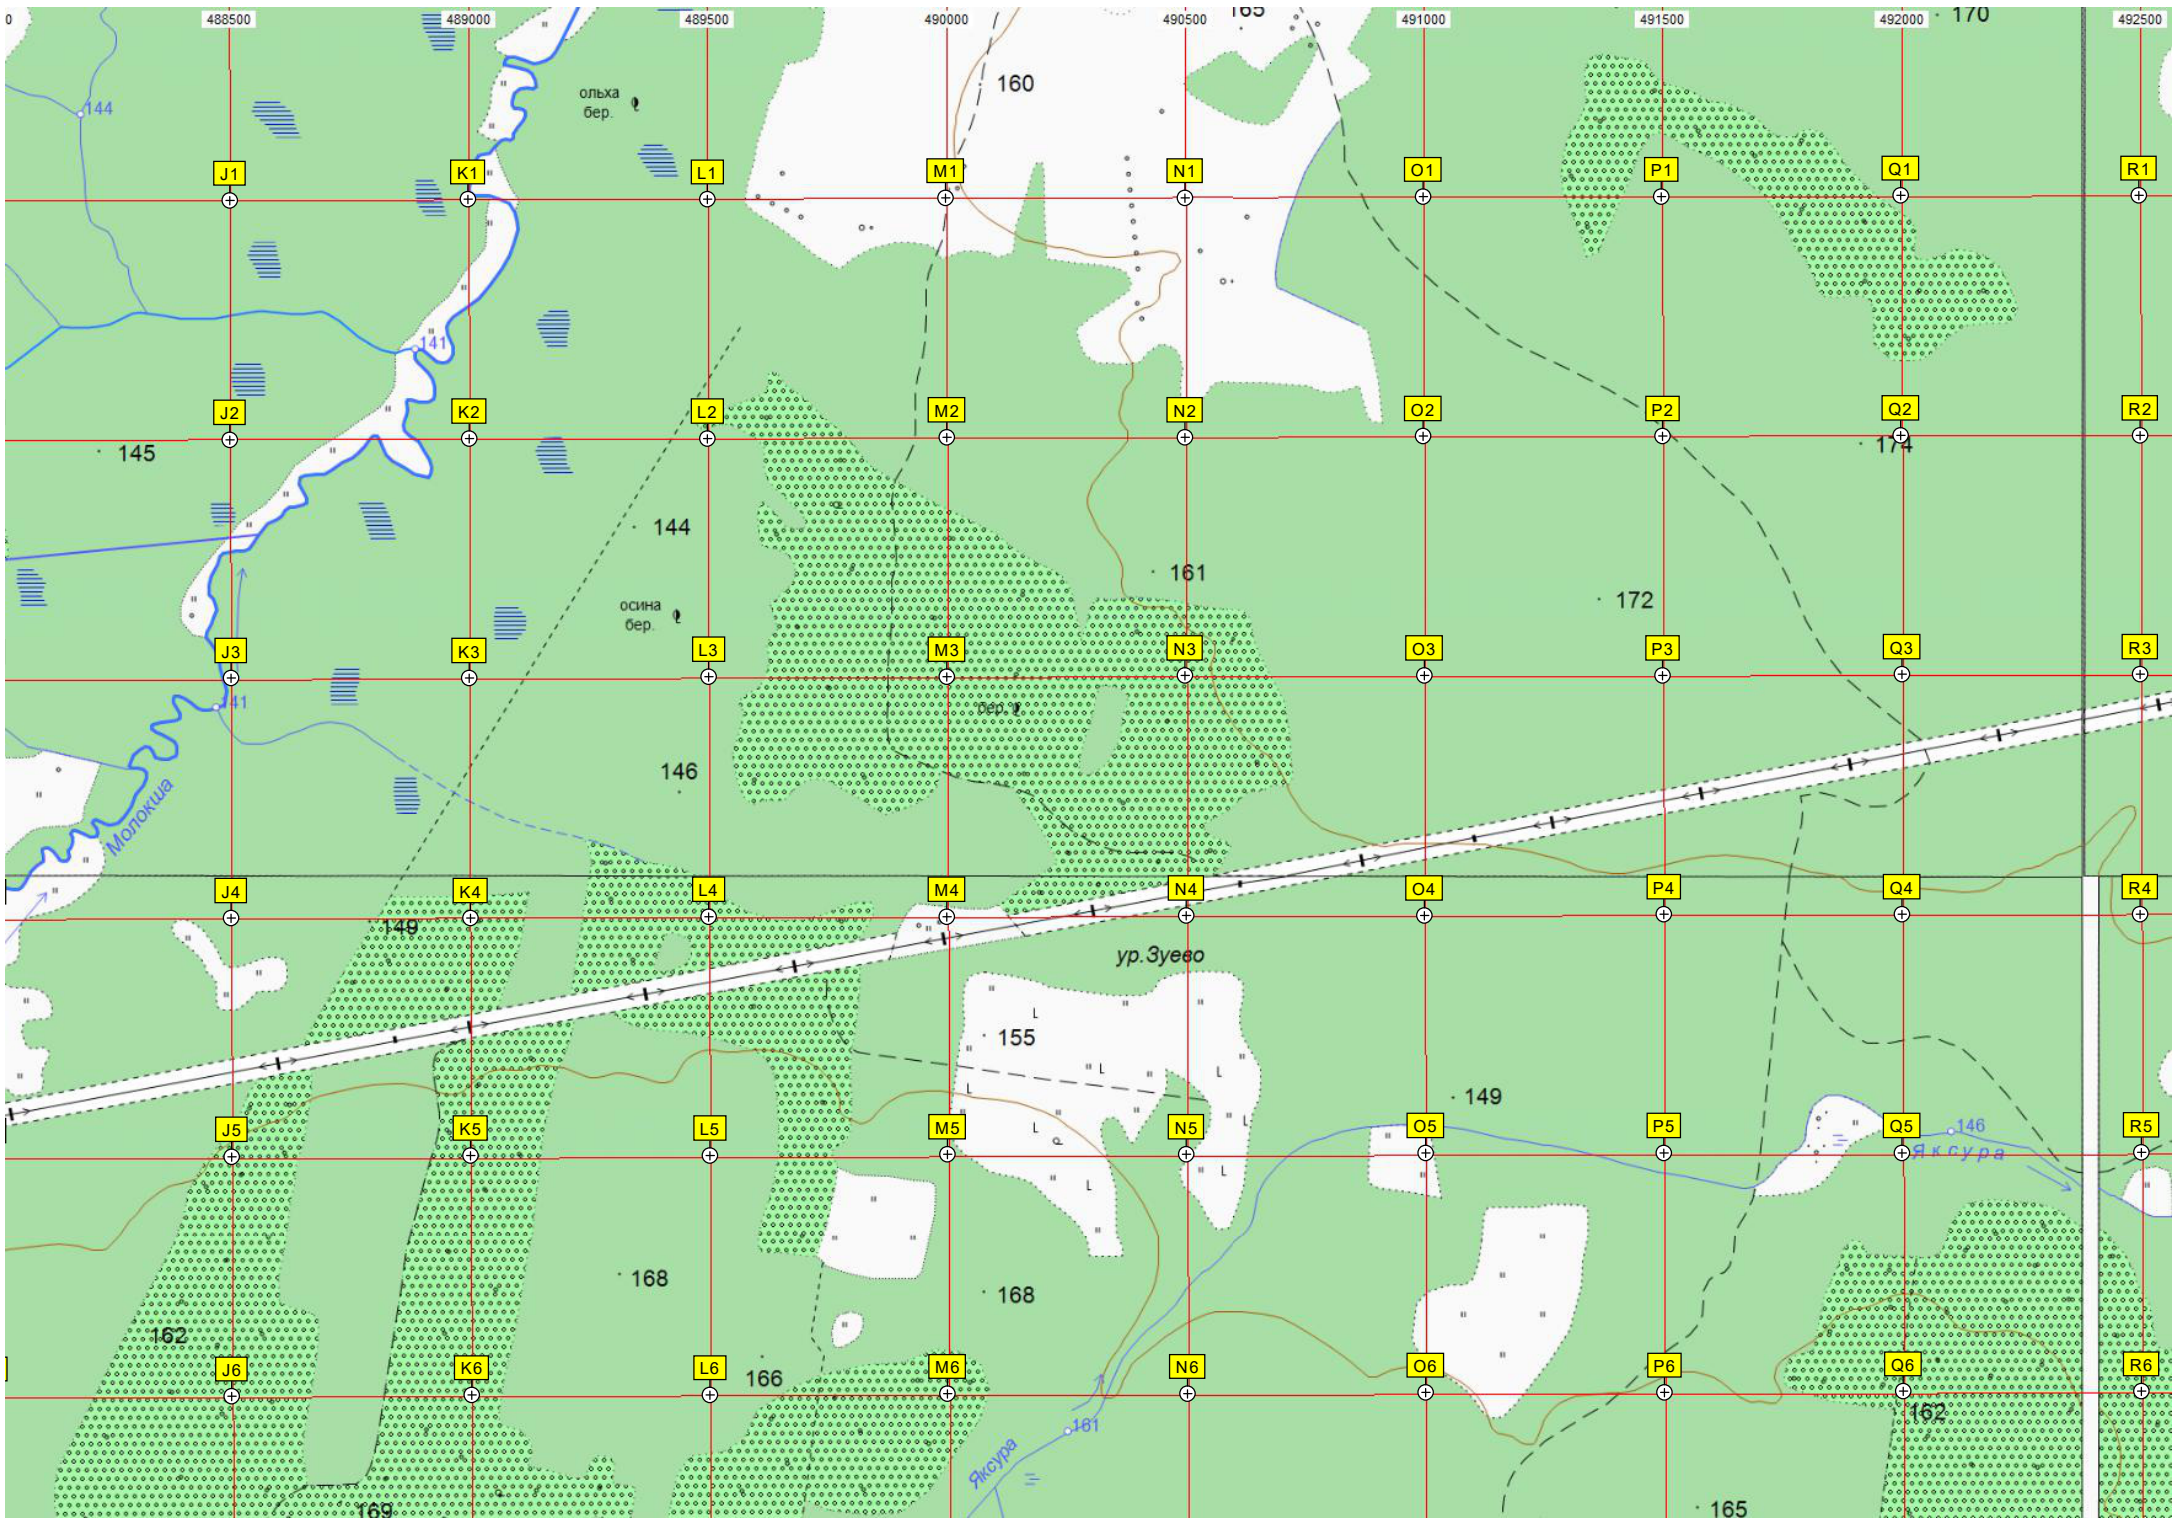 0 488500 489000 489500 490000 490500 491000 491500 492000 492500
165
170
160
144
ольха
бер.
J1 K1 L1 M1 N1 O1 P1 Q1 R1
141
J2 K2 L2 M2 N2 O2 P2 Q2 R2
145
174
144
161
172
осина
бер.
J3 K3 L3 M3 N3 O3 P3 Q3 R3
141
бер.
146
Молокша
J4 K4 L4 M4 N4 O4 P4 Q4 R4
149
ур.Зуево
155
149
J5 K5 L5 M5 N5 O5 P5 Q5 R5
146
Яксура
168
168
162
J6 K6 L6 M6 N6 O6 P6 Q6 R6
166
162
161
Яксура
169
165